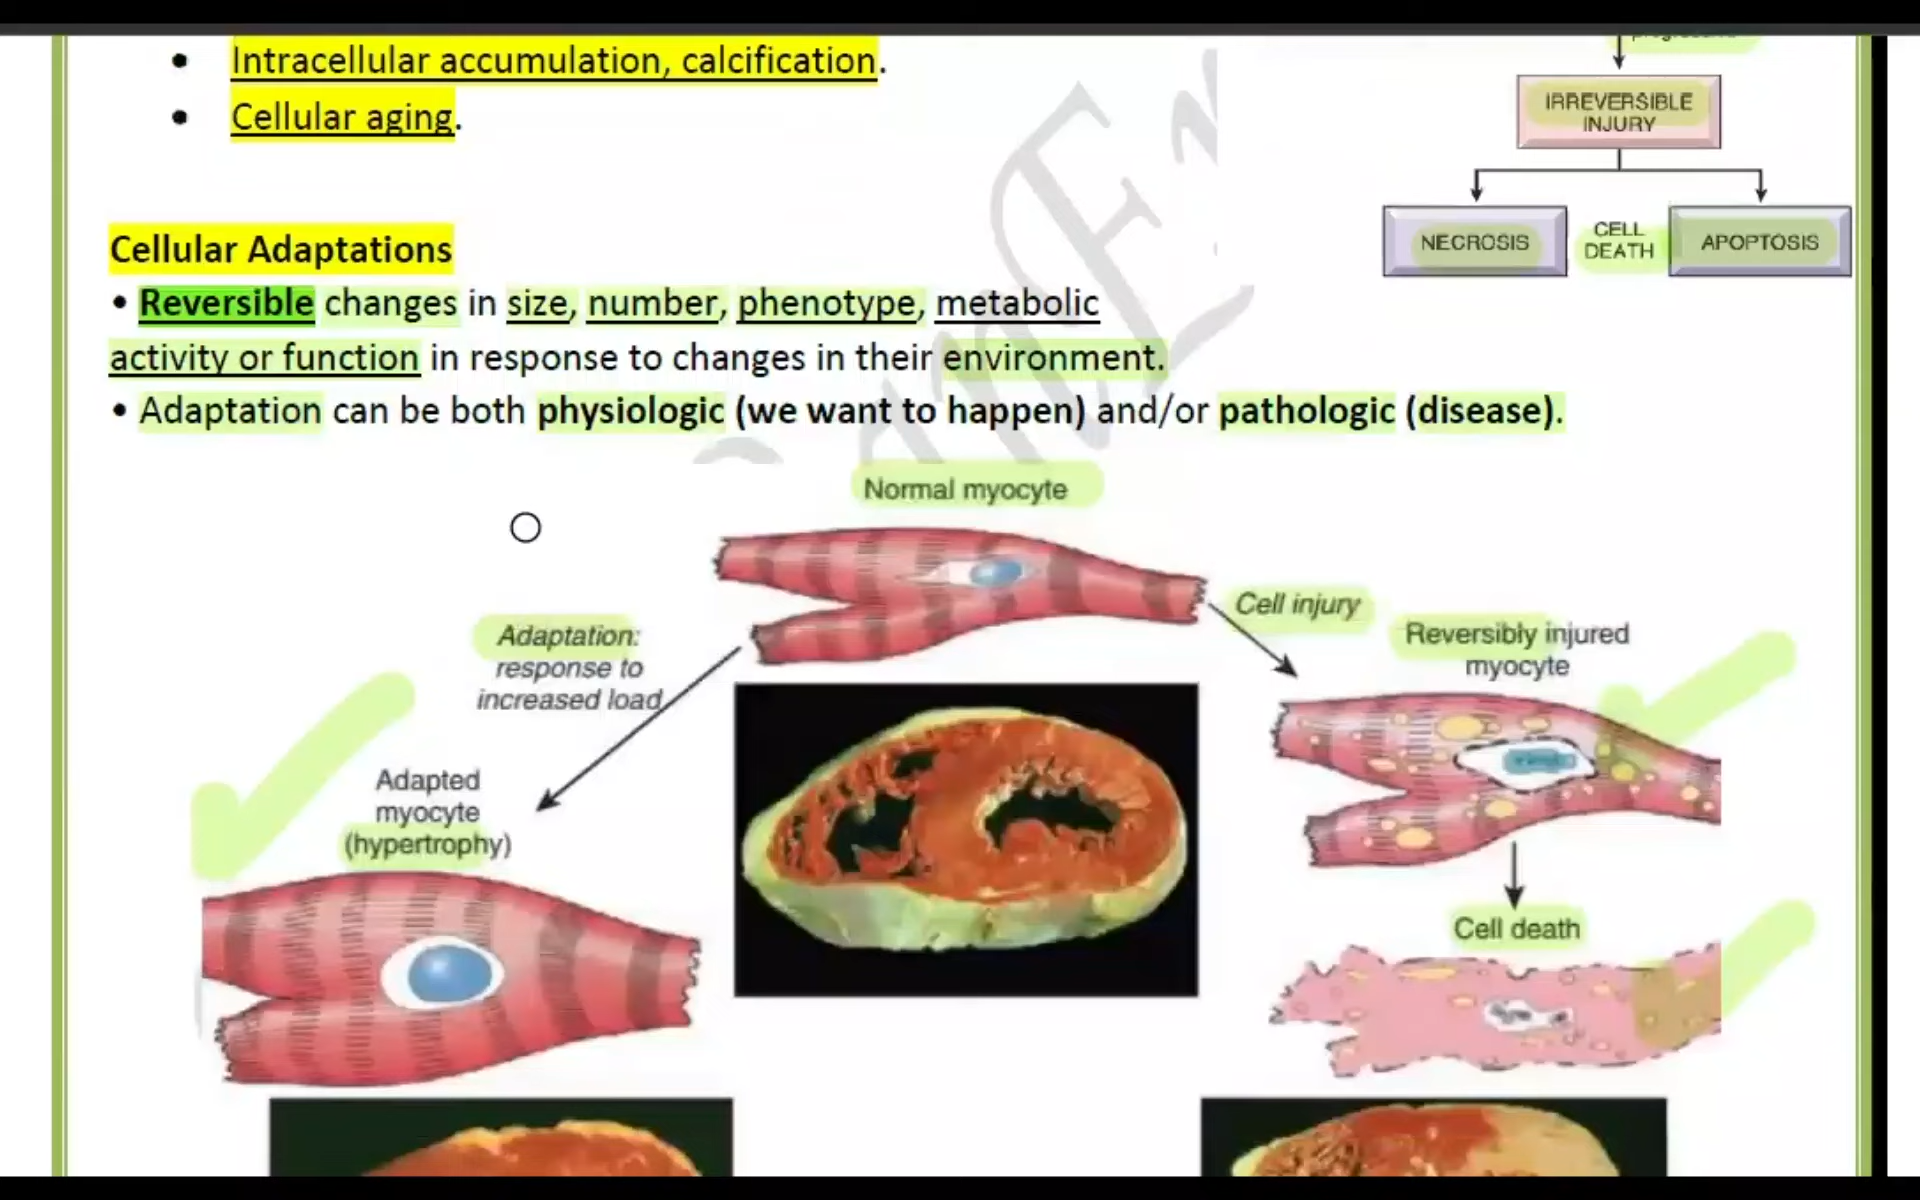 • Intracellular accumulation, calcification.
• Cellular aging.
IRREVERSIBLE
INJURY
NECROSIS
CELL
DEATH
APOPTOSIS
Cellular Adaptations
• Reversible changes in size, number, phenotype, metabolic
activity or function in response to changes in their environment.
• Adaptation can be both physiologic (we want to happen) and/or pathologic (disease).
Normal myocyte
Adaptation:
response to
increased load
Cell injury
Reversibly injured
myocyte
Adapted
myocyte
(hypertrophy)
Cell death